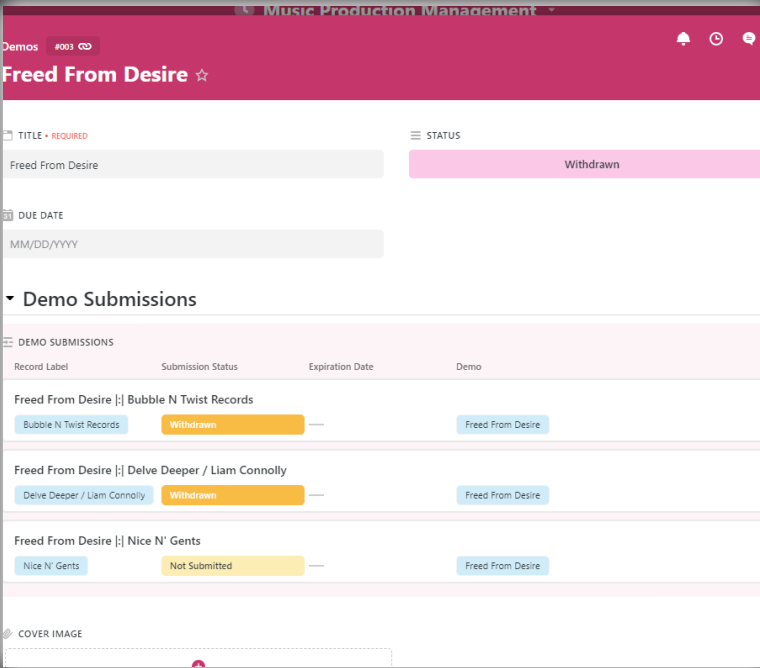 Music Production Management
Demos #003
Freed From Desire
TITLE • REQUIRED
STATUS
Freed From Desire
Withdrawn
31 DUE DATE
MM/DD/YYYY
Demo Submissions
DEMO SUBMISSIONS
Record Label Submission Status Expiration Date Demo
Freed From Desire |:| Bubble N Twist Records
Bubble N Twist Records Withdrawn — Freed From Desire
Freed From Desire |:| Delve Deeper / Liam Connolly
Delve Deeper / Liam Connolly Withdrawn — Freed From Desire
Freed From Desire |:| Nice N' Gents
Nice N' Gents Not Submitted — Freed From Desire
COVER IMAGE